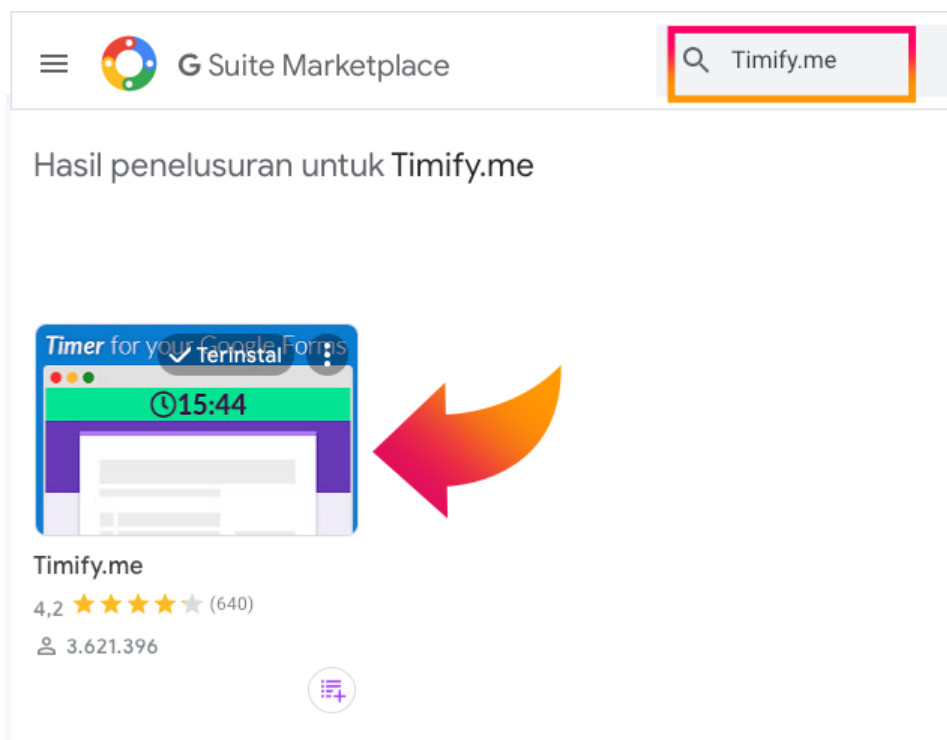 G Suite Marketplace
Timify.me
Hasil penelusuran untuk Timify.me
Timer for your Google Forms
Terinstal
15:44
Timify.me
4,2
(640)
3.621.396